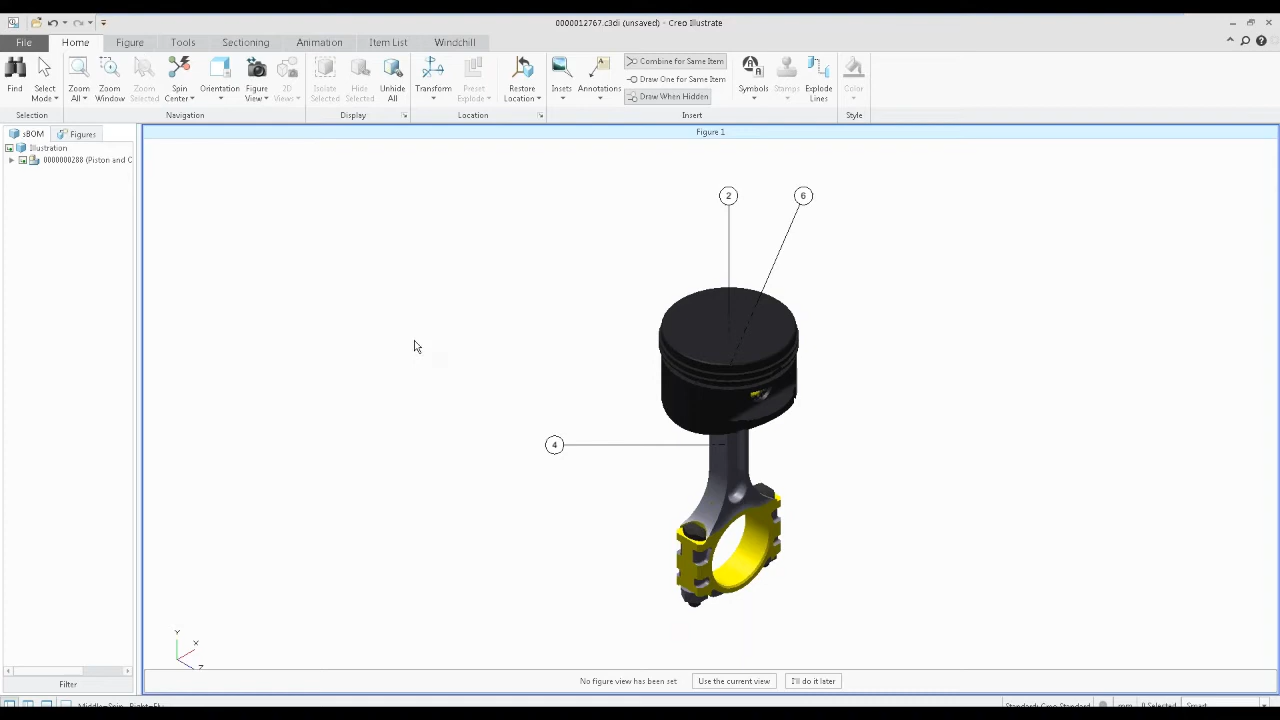 0000012767.c3di (unsaved) - Creo Illustrate
File Home Figure Tools Sectioning Animation Item List Windchill
Find Select Mode Zoom All Zoom Window Zoom Selected Spin Center Orientation Figure View 2D Views Isolate Selected Hide Selected Unhide All Transform Preset Explode Restore Location Insets Annotations Combine for Same Item Draw One for Same Item Draw When Hidden Symbols Stamps Explode Lines Color
Selection Navigation Display Location Insert Style
sBOM Figures
Figure 1
Illustration
0000000288 (Piston and C
2 6
4
Y
X
Z
No figure view has been set Use the current view I'll do it later
Filter
0 Selected Smart